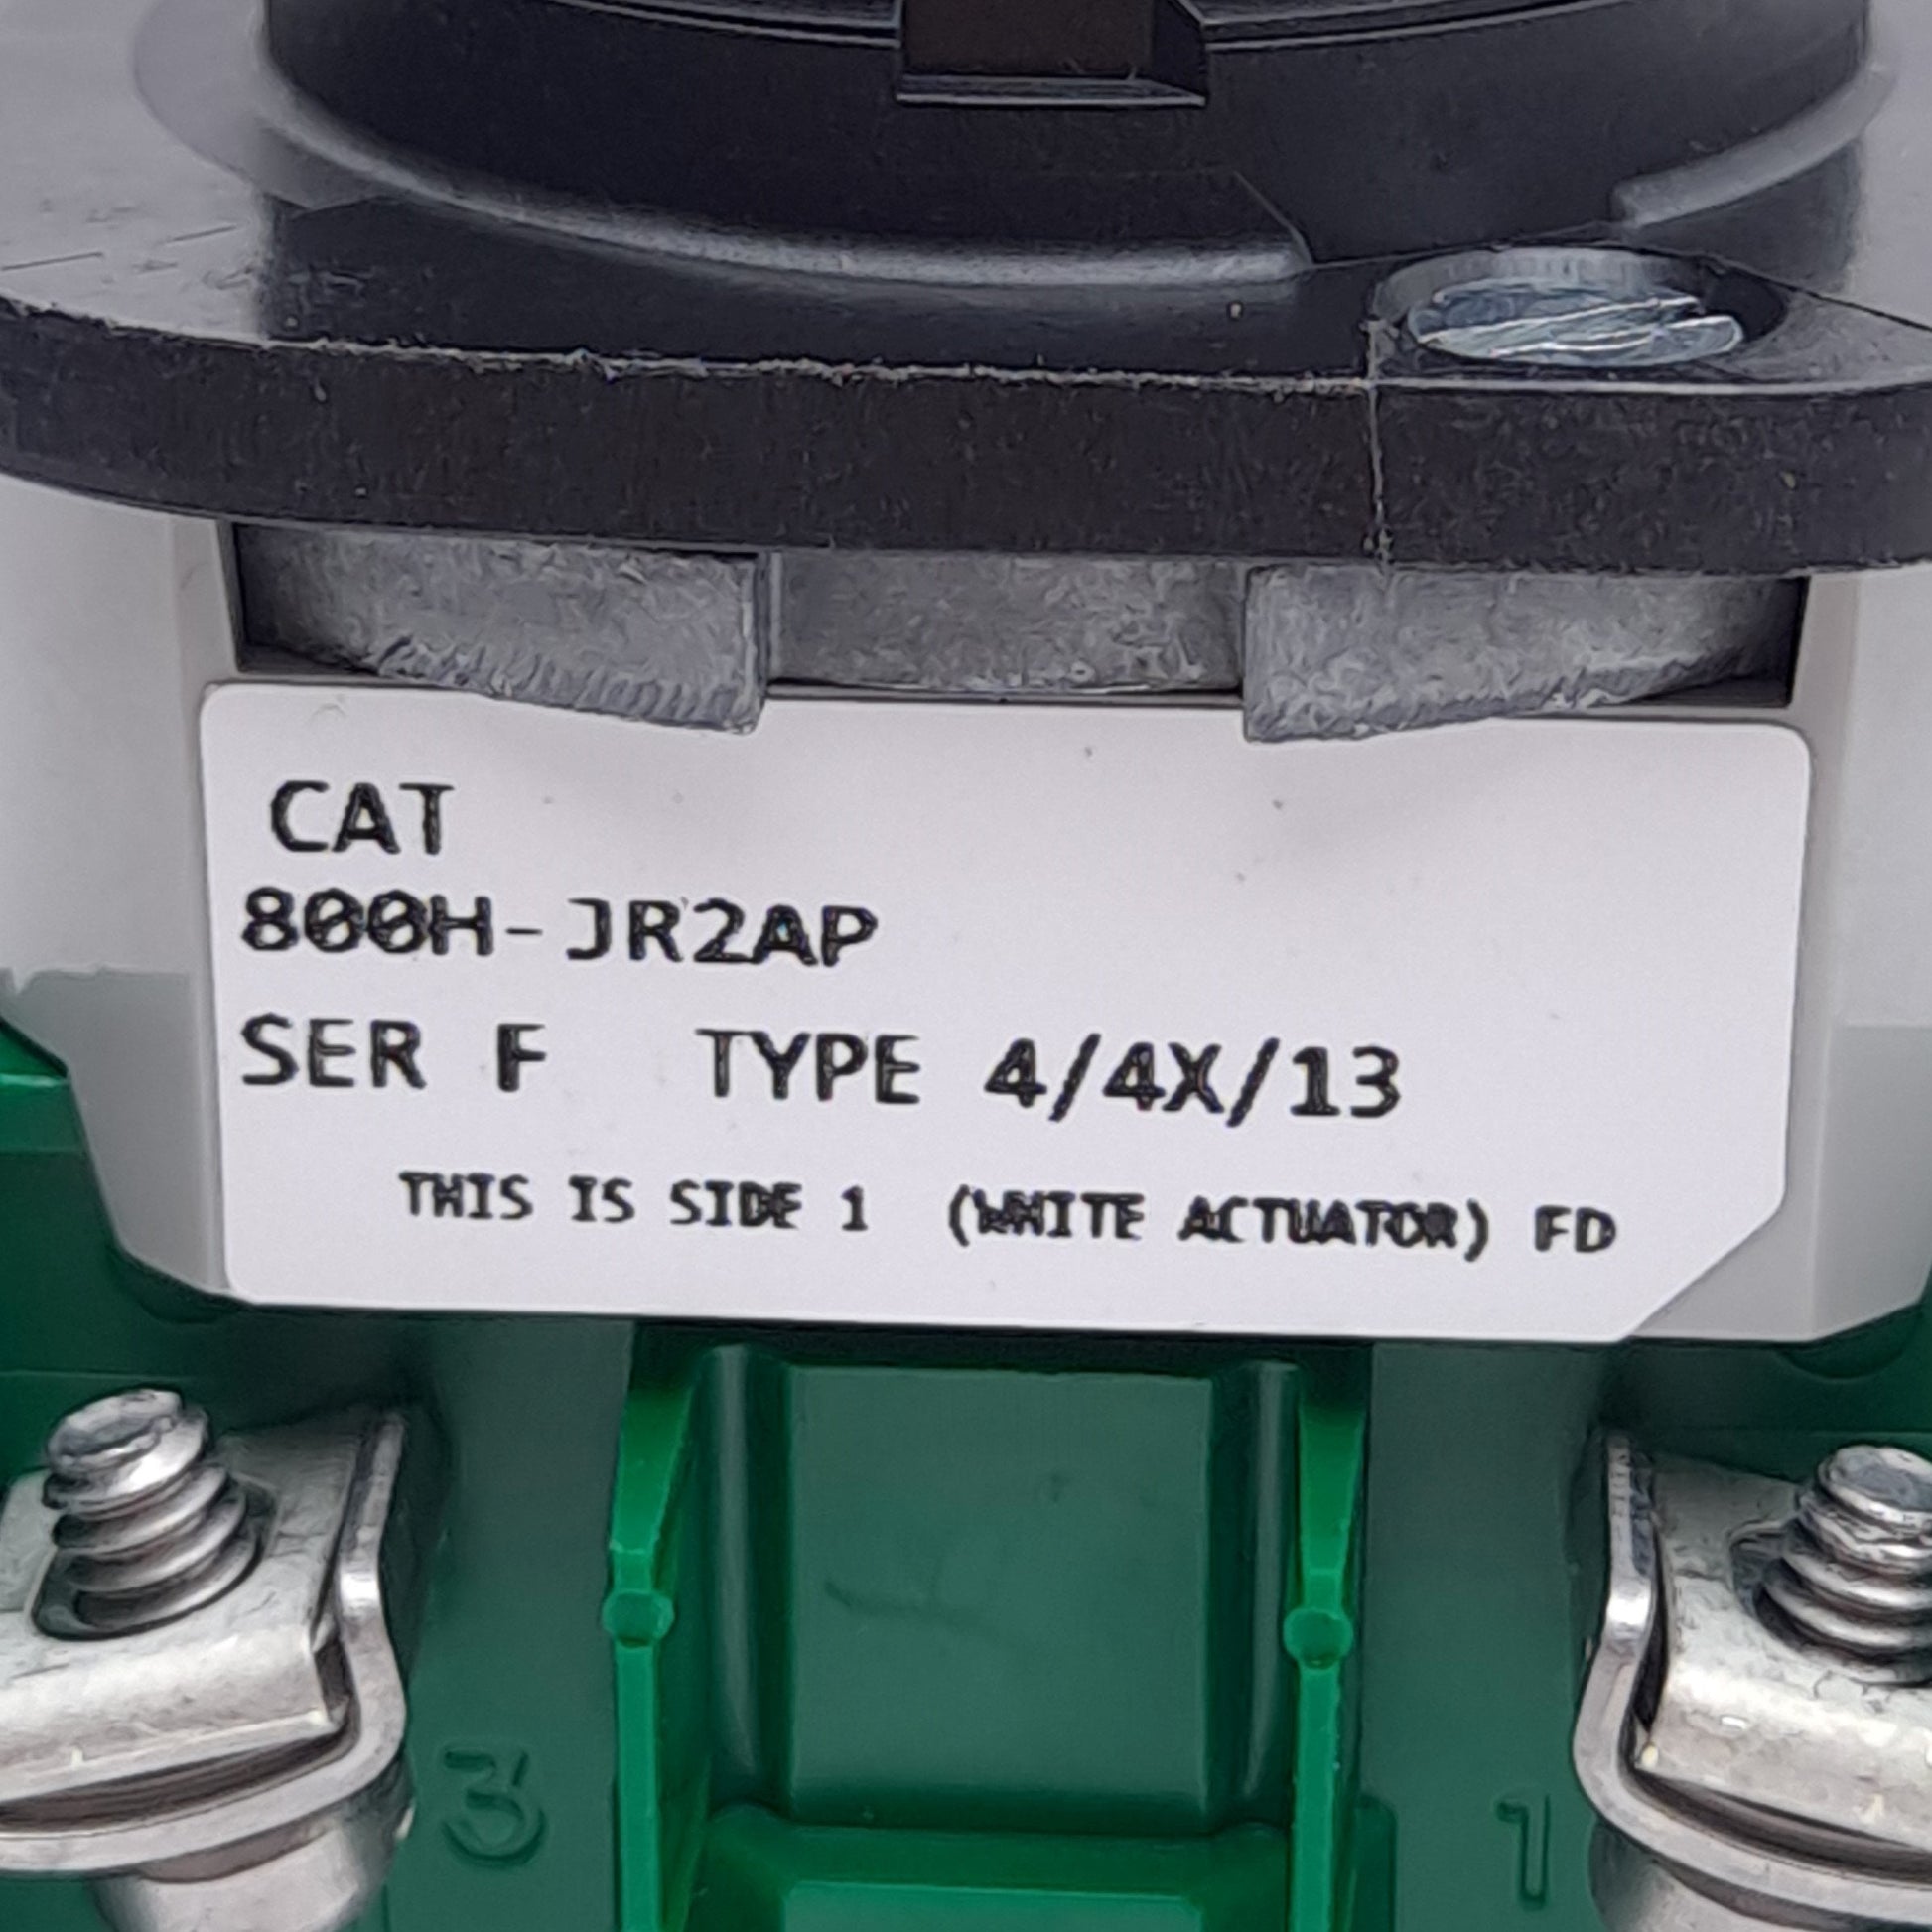 CAT
800H-JR2AP
SER F TYPE 4/4X/13
THIS IS SIDE 1 (WHITE ACTUATOR) FD
3
1